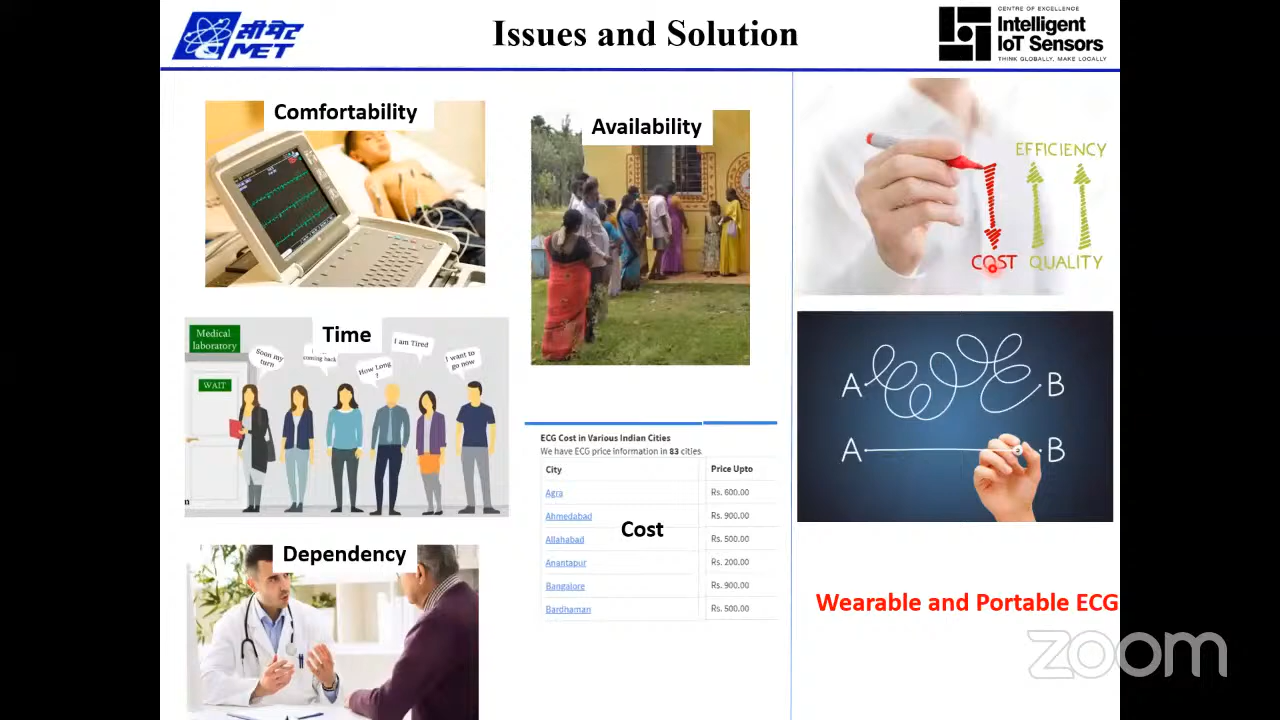 सीमेट
C-MET
Issues and Solution
CENTRE OF EXCELLENCE
Intelligent
IoT Sensors
THINK GLOBALLY, MAKE LOCALLY
Comfortability
Availability
EFFICIENCY
COST QUALITY
Time
Medical
laboratory
WAIT
Soon my
turn
coming back
How Long
?
I am Tired
I want to
go now
n
A B
A B
ECG Cost in Various Indian Cities
We have ECG price information in 83 cities.
City Price Upto
Agra Rs. 600.00
Ahmedabad Rs. 900.00
Cost
Allahabad Rs. 500.00
Anantapur Rs. 200.00
Bangalore Rs. 900.00
Bardhaman Rs. 500.00
Dependency
Wearable and Portable ECG
zoom